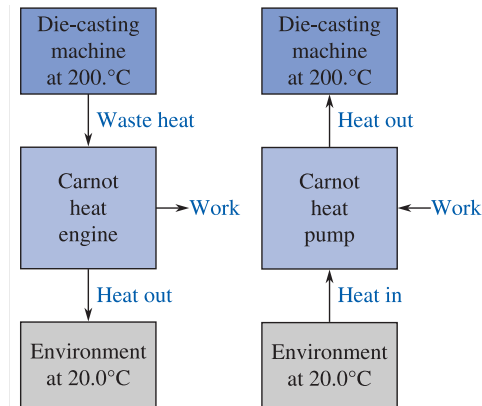 Die-casting
machine
at 200.°C
Waste heat
Carnot
heat
engine
Work
Heat out
Environment
at 20.0°C
Die-casting
machine
at 200.°C
Heat out
Carnot
heat
pump
Work
Heat in
Environment
at 20.0°C